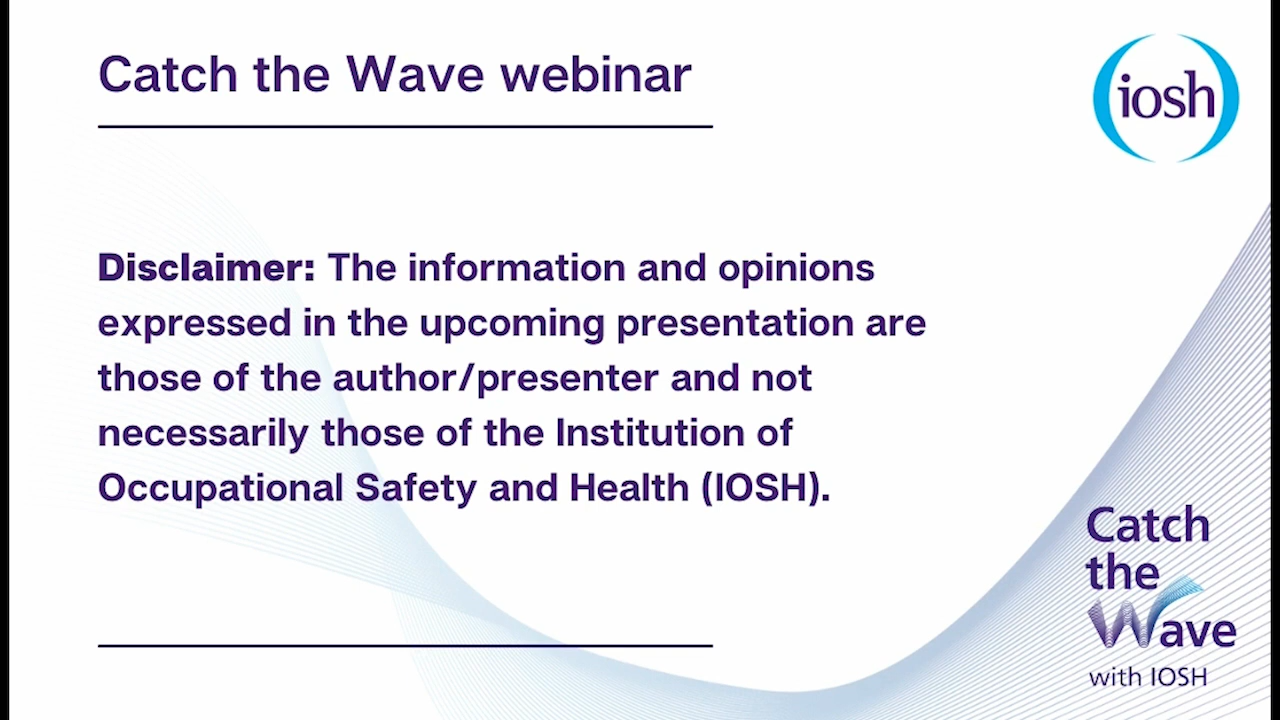 Catch the Wave webinar
iosh
Disclaimer: The information and opinions
expressed in the upcoming presentation are
those of the author/presenter and not
necessarily those of the Institution of
Occupational Safety and Health (IOSH).
Catch
the
Wave
with IOSH